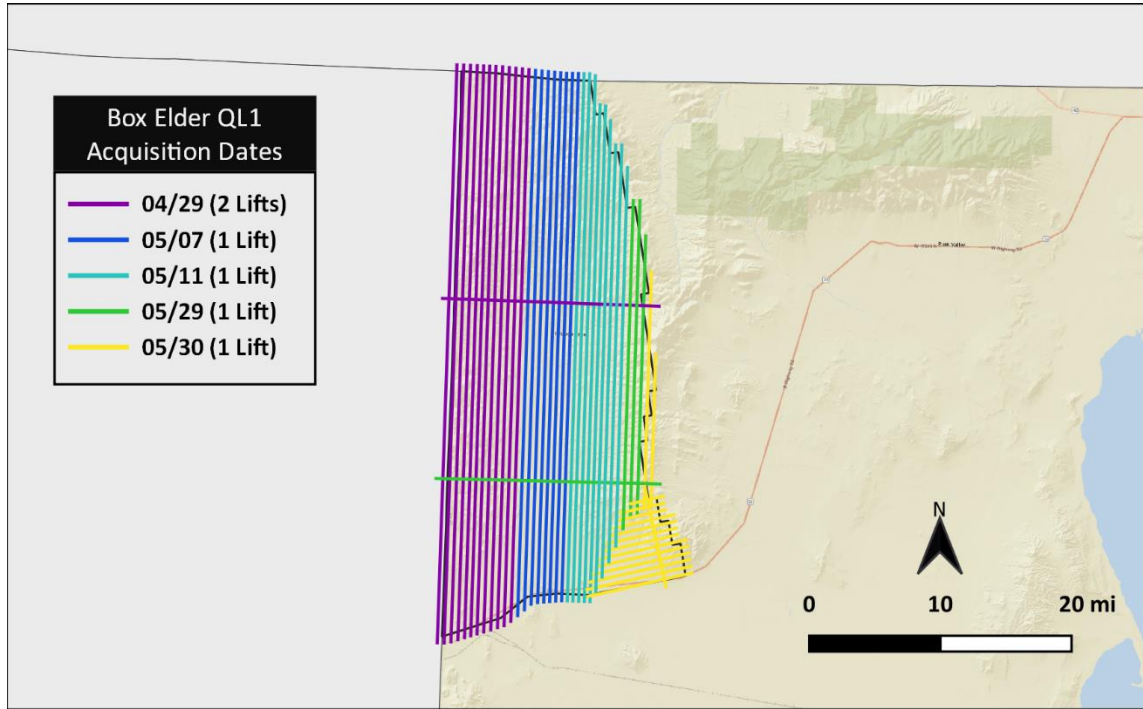 Box Elder QL1
Acquisition Dates
04/29 (2 Lifts)
05/07 (1 Lift)
05/11 (1 Lift)
05/29 (1 Lift)
05/30 (1 Lift)
N
0 10 20 mi